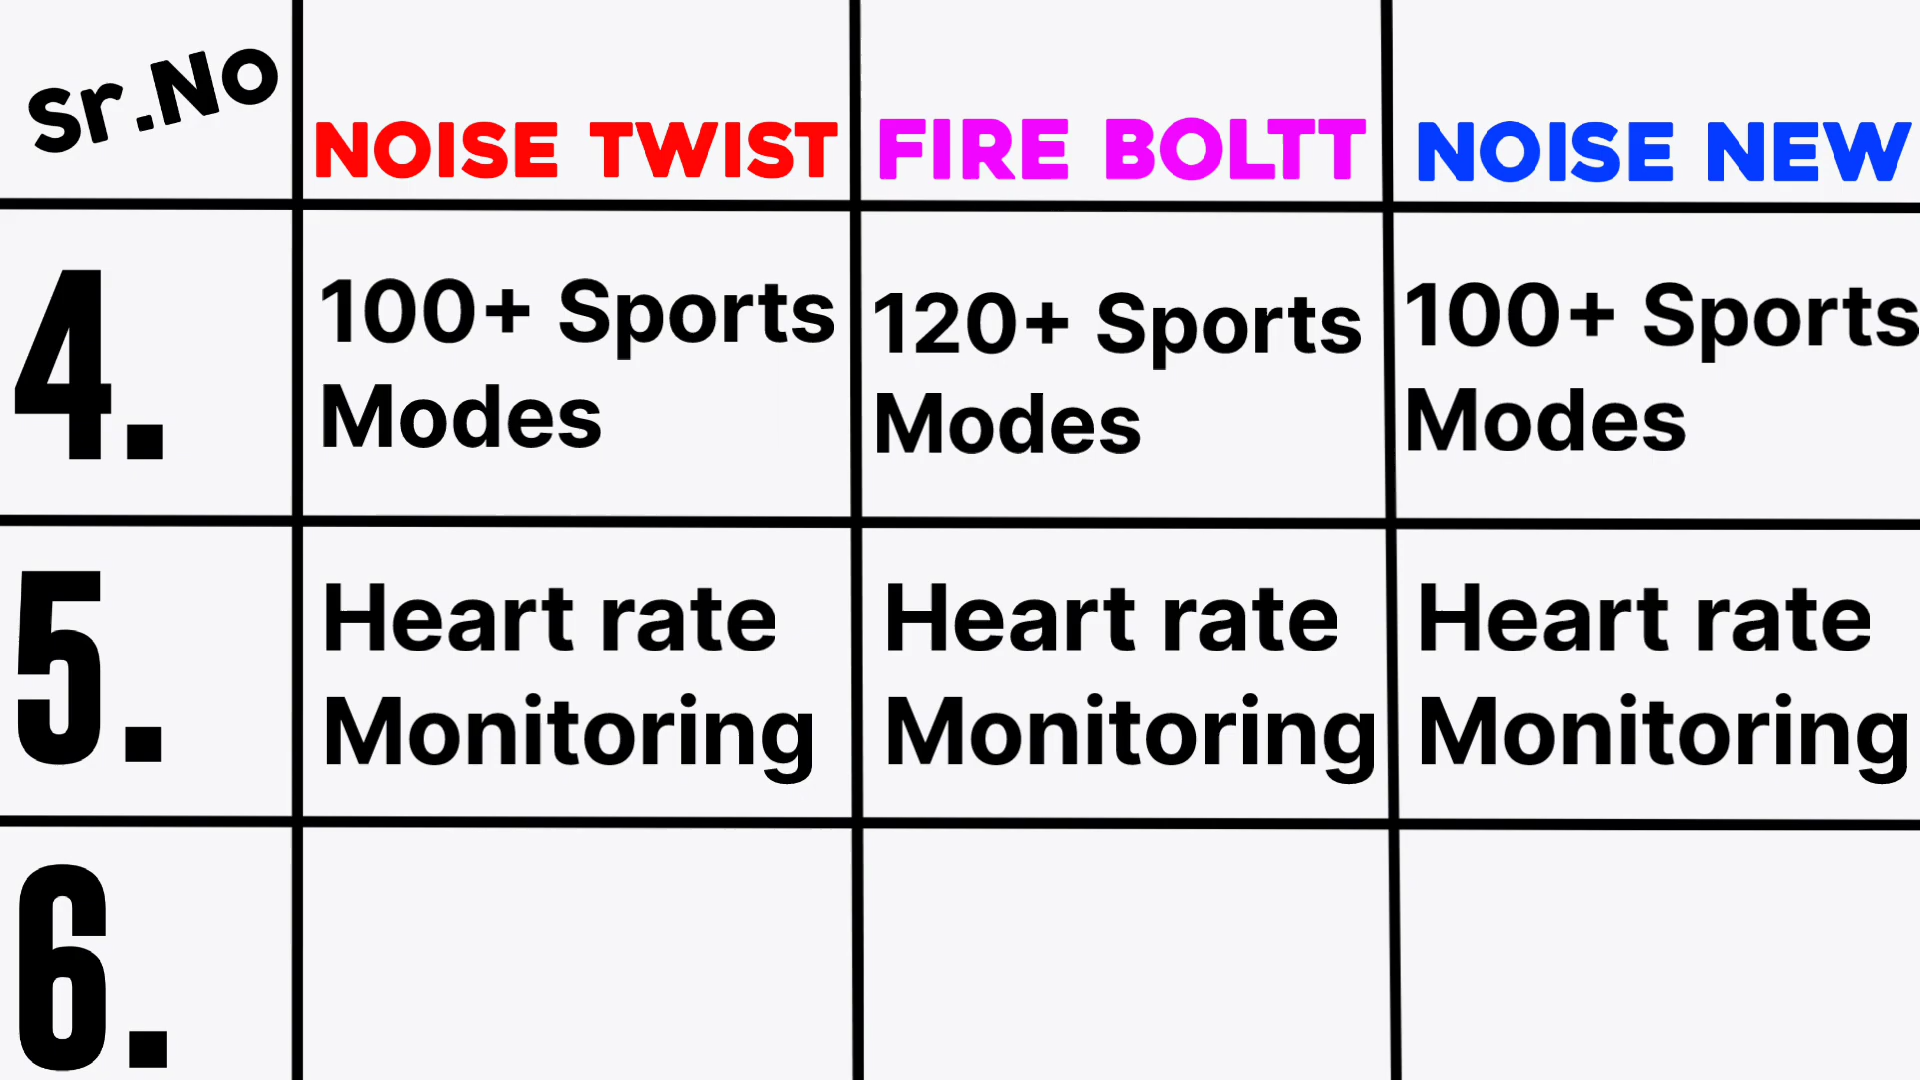 Sr.No
NOISE TWIST
FIRE BOLTT
NOISE NEW
4.
100+ Sports
Modes
120+ Sports
Modes
100+ Sports
Modes
5.
Heart rate
Monitoring
Heart rate
Monitoring
Heart rate
Monitoring
6.